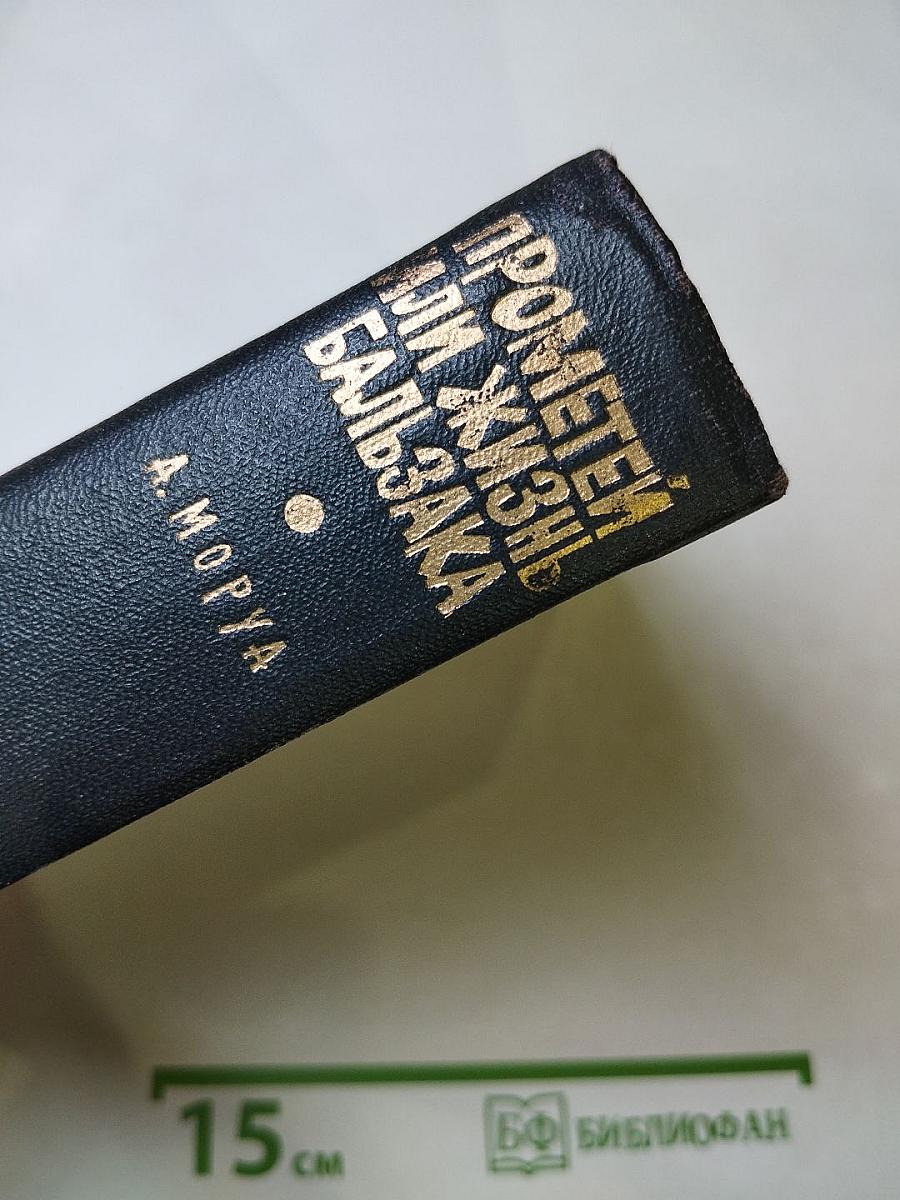 ПРОМЕТЕЙ
ИЛИ ЖИЗНЬ
БАЛЬЗАКА
А. МОРУА
15 см
БФ БИБЛИОФАН